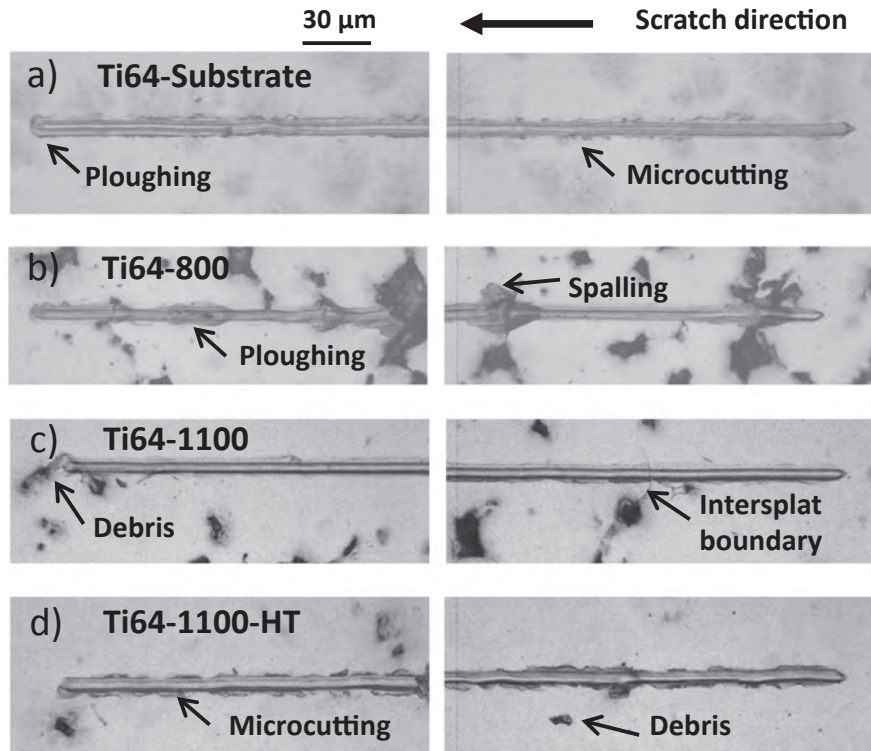 30 µm
Scratch direction
a) Ti64-Substrate
Ploughing
Microcutting
b) Ti64-800
Spalling
Ploughing
c) Ti64-1100
Debris
Intersplat
boundary
d) Ti64-1100-HT
Microcutting
Debris